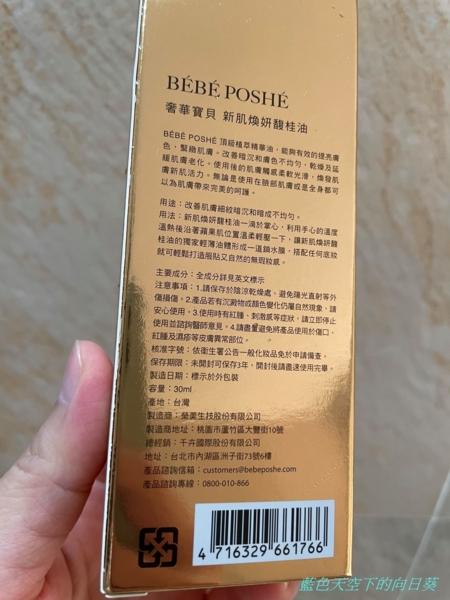 BÉBÉ POSHÉ
奢華寶貝 新肌煥妍馥桂油
BÉBÉ POSHÉ 頂級植萃精華油，能夠有效的提亮膚
色，緊緻肌膚。改善暗沉和膚色不均勻，乾燥及延
緩肌膚老化。使用後的肌膚觸感柔軟光滑，煥發肌
膚新肌活力。無論是使用在臉部肌膚或是全身都可
以為肌膚帶來完美的呵護。
用途：改善肌膚細紋暗沉和暗成不均勻。
用法：新肌煥妍馥桂油一滴於掌心，利用手心的溫度
溫熱後沿著蘋果肌位置溫柔輕壓一下，讓新肌煥妍馥
桂油的獨家輕薄油體形成一道鎖水膜，搭配任何底妝
就可輕鬆打造服貼又自然的無瑕妝感。
主要成分：全成分詳見英文標示
注意事項：1.請保存於陰涼乾燥處。避免陽光直射等外
傷損傷。2.產品若有沉澱物或顏色變化仍屬自然現象，請
安心使用。3.使用時有紅腫、刺激感等症狀，請立即停止
使用並諮詢醫師意見。4.請盡量避免將產品使用於傷口、
紅腫及濕疹等皮膚異常部位。
核准字號：依衛生署公告一般化妝品免於申請備查。
保存期限：未開封可保存3年，開封後請盡速使用完畢。
製造日期：標示於外包裝
容量：30ml
產地：台灣
製造商：榮美生技股份有限公司
製造商地址：桃園市蘆竹區大豐街10號
總經銷：千卉國際股份有限公司
地址：台北市內湖區洲子街73號6樓
產品諮詢信箱：customers@bebeposhe.com
產品諮詢專線：0800-010-866
4 716329 661766
藍色天空下的向日葵